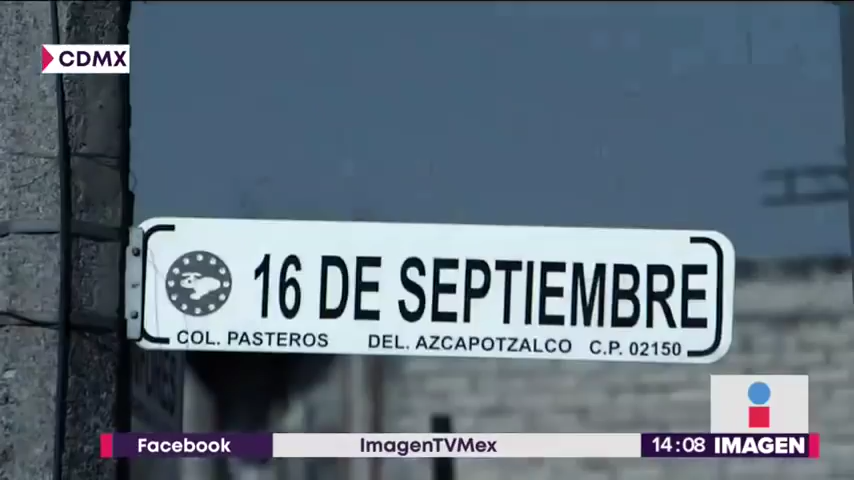 CDMX
16 DE SEPTIEMBRE
COL. PASTEROS DEL. AZCAPOTZALCO C.P. 02150
Facebook ImagenTVMex 14:08 IMAGEN